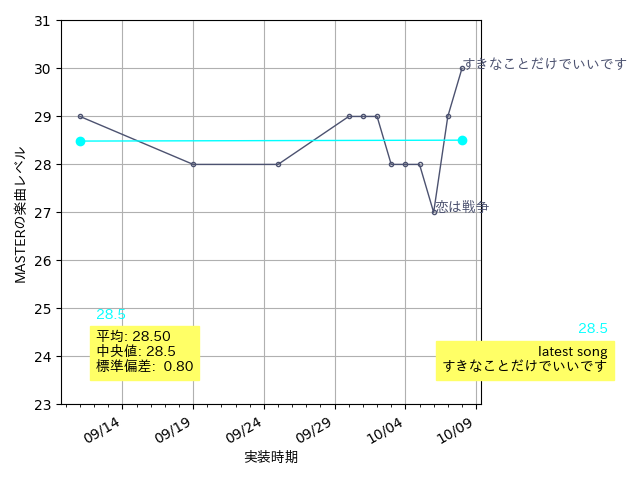 31
30
29
28
27
26
25
24
23
MASTERの楽曲レベル
すきなことだけでいいです
恋は戦争
28.5
平均: 28.50
中央値: 28.5
標準偏差: 0.80
28.5
latest song
すきなことだけでいいです
09/14
09/19
09/24
09/29
10/04
10/09
実装時期